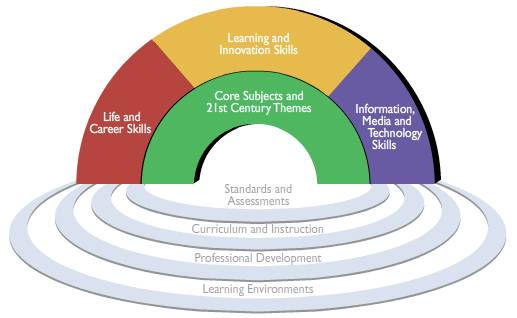 Learning and
Innovation Skills
Core Subjects and
21st Century Themes
Life and
Career Skills
Information,
Media and
Technology
Skills
Standards and
Assessments
Curriculum and Instruction
Professional Development
Learning Environments